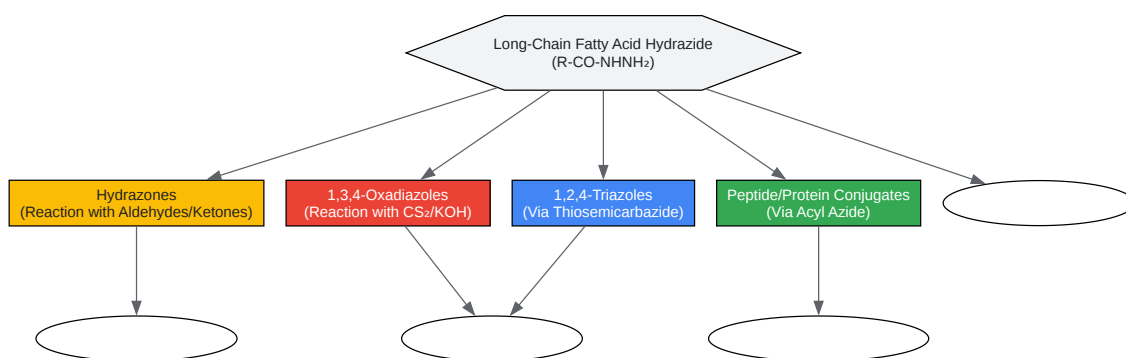 Long-Chain Fatty Acid Hydrazide
(R-CO-NHNH₂)
Hydrazones
(Reaction with Aldehydes/Ketones)
1,3,4-Oxadiazoles
(Reaction with CS₂/KOH)
1,2,4-Triazoles
(Via Thiosemicarbazide)
Peptide/Protein Conjugates
(Via Acyl Azide)